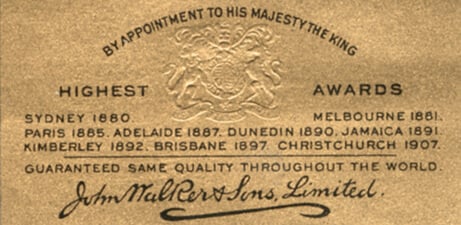 BY APPOINTMENT TO HIS MAJESTY THE KING
HIGHEST AWARDS
SYDNEY 1880. MELBOURNE 1881.
PARIS 1885. ADELAIDE 1887. DUNEDIN 1890. JAMAICA 1891.
KIMBERLEY 1892. BRISBANE 1897. CHRISTCHURCH 1907.
GUARANTEED SAME QUALITY THROUGHOUT THE WORLD.
John Walker & Sons, Limited.